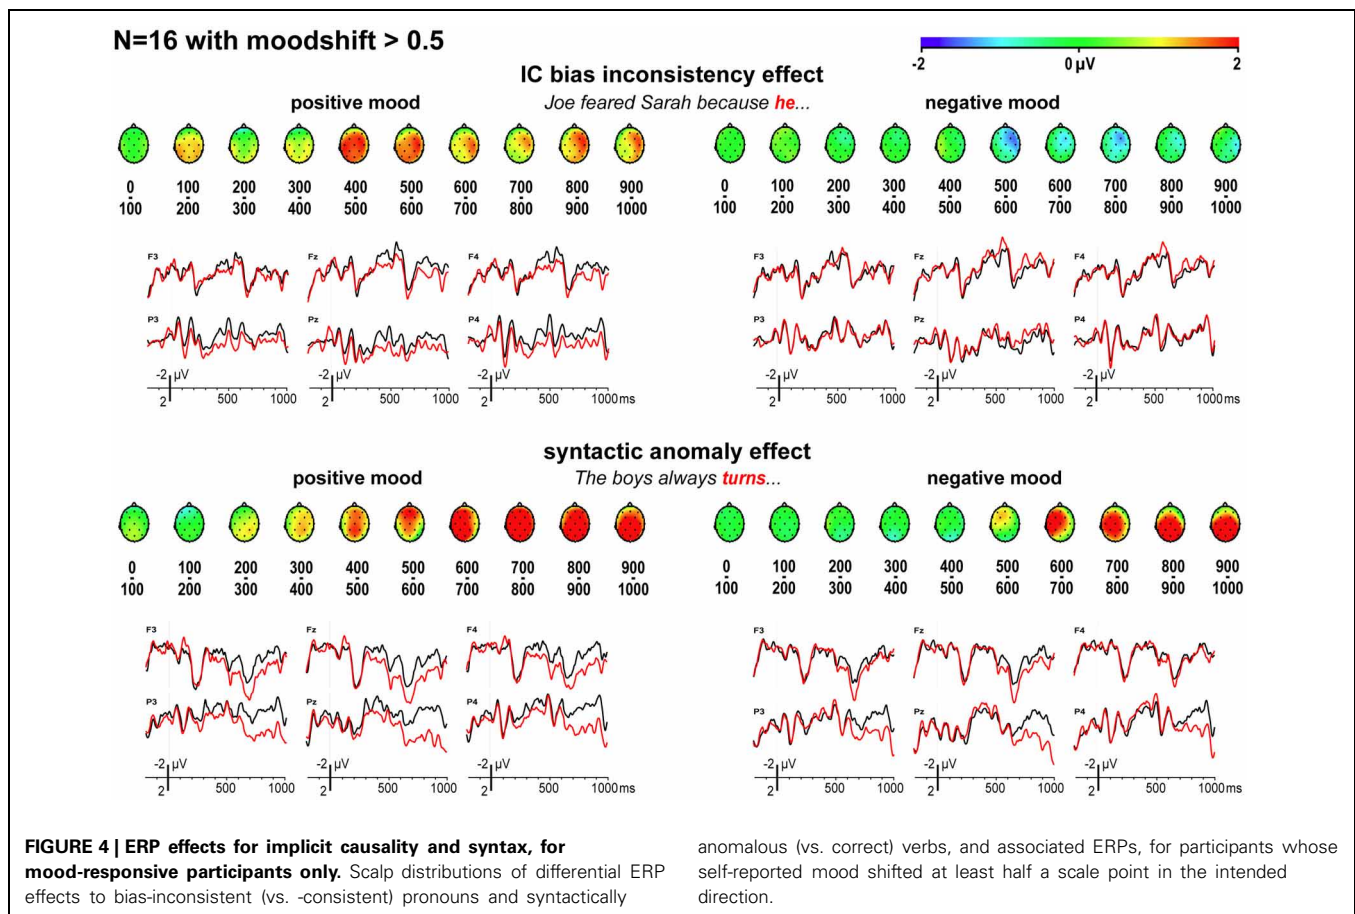 N=16 with moodshift > 0.5
-2 0 µV 2
IC bias inconsistency effect
positive mood Joe feared Sarah because he... negative mood
0 100 200 300 400 500 600 700 800 900 0 100 200 300 400 500 600 700 800 900
100 200 300 400 500 600 700 800 900 1000 100 200 300 400 500 600 700 800 900 1000
F3 Fz F4 F3 Fz F4
P3 Pz P4 P3 Pz P4
-2 µV -2 µV -2 µV -2 µV -2 µV -2 µV
2 500 1000 2 500 1000 2 500 1000 ms 2 500 1000 2 500 1000 2 500 1000 ms
syntactic anomaly effect
positive mood The boys always turns... negative mood
0 100 200 300 400 500 600 700 800 900 0 100 200 300 400 500 600 700 800 900
100 200 300 400 500 600 700 800 900 1000 100 200 300 400 500 600 700 800 900 1000
F3 Fz F4 F3 Fz F4
P3 Pz P4 P3 Pz P4
-2 µV -2 µV -2 µV -2 µV -2 µV -2 µV
2 500 1000 2 500 1000 2 500 1000 ms 2 500 1000 2 500 1000 2 500 1000 ms
FIGURE 4 | ERP effects for implicit causality and syntax, for
mood-responsive participants only. Scalp distributions of differential ERP
effects to bias-inconsistent (vs. -consistent) pronouns and syntactically
anomalous (vs. correct) verbs, and associated ERPs, for participants whose
self-reported mood shifted at least half a scale point in the intended
direction.